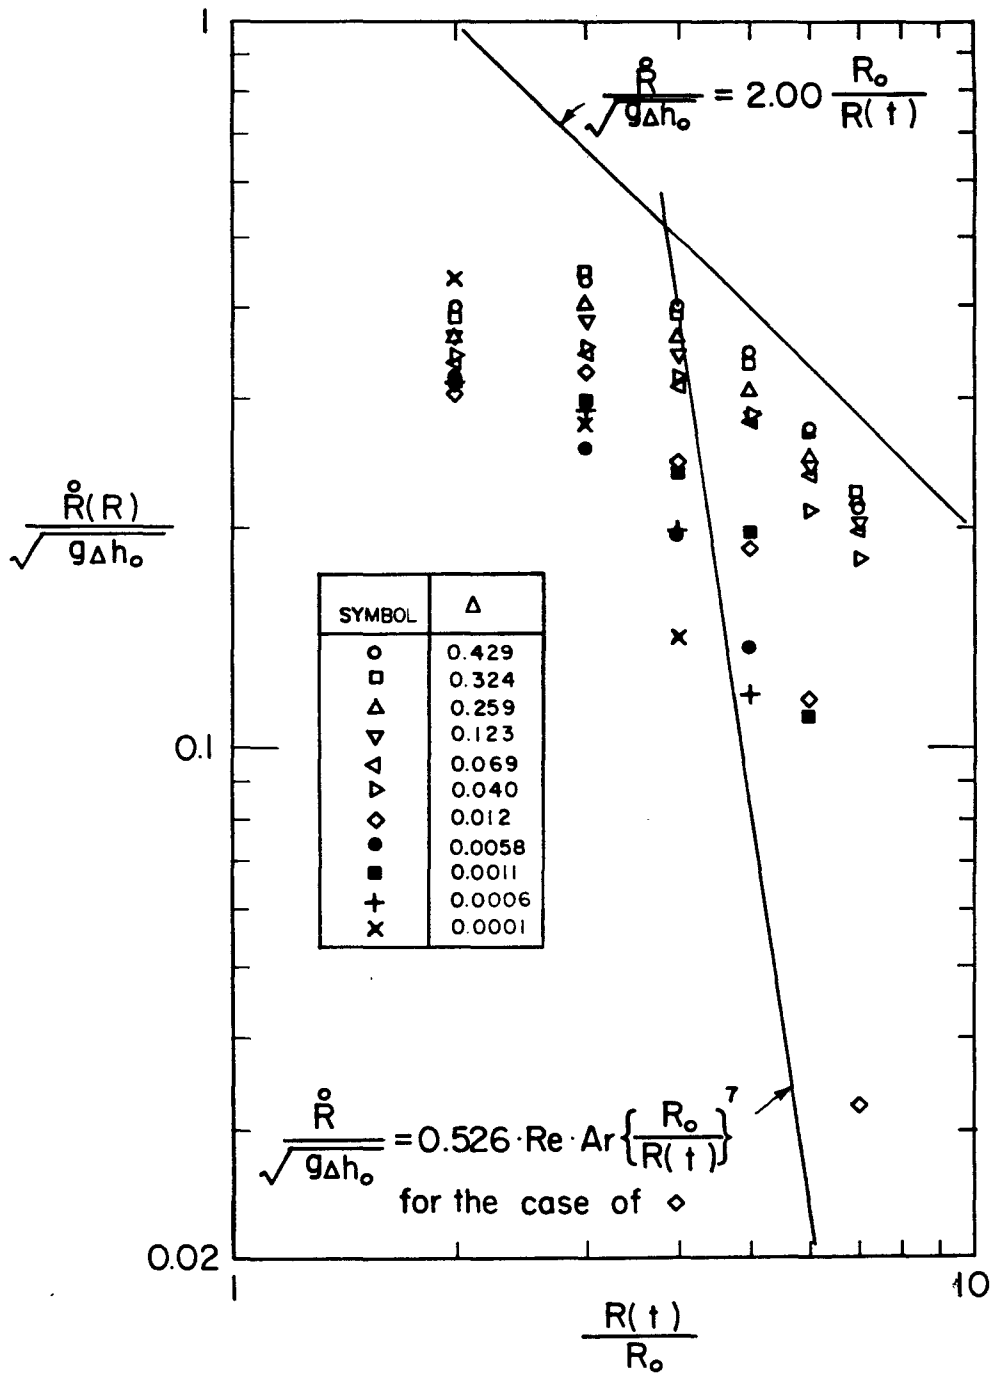 1
R̊ / √gΔh₀ = 2.00 R₀ / R(t)
R̊(R) / √gΔh₀
SYMBOL Δ
○ 0.429
□ 0.324
△ 0.259
▽ 0.123
◁ 0.069
▷ 0.040
◇ 0.012
● 0.0058
■ 0.0011
+ 0.0006
× 0.0001
0.1
R̊ / √gΔh₀ = 0.526·Re·Ar{R₀ / R(t)}⁷
for the case of ◇
0.02
1
10
R(t) / R₀